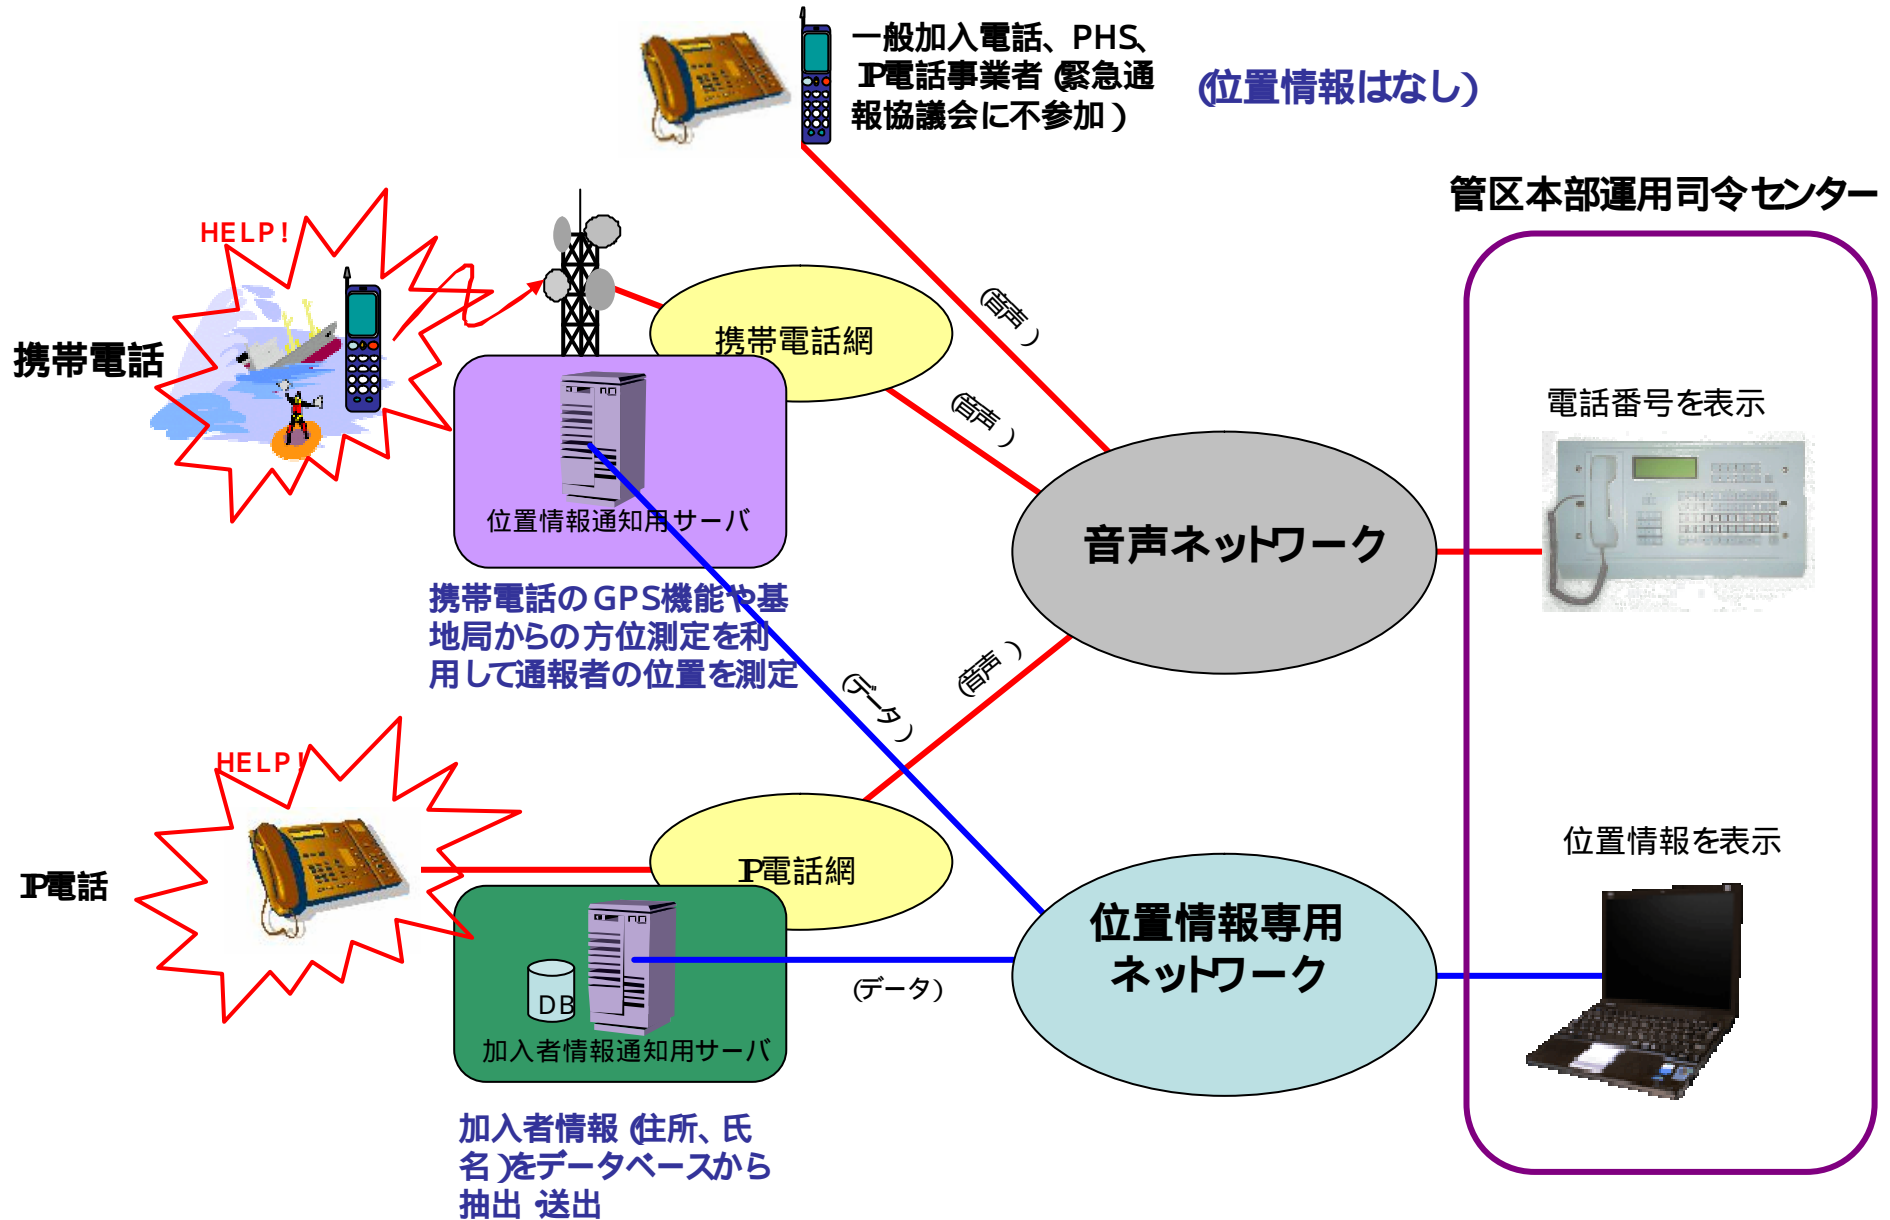 一般加入電話、PHS、
IP電話事業者(緊急通
報協議会に不参加)
(位置情報はなし)
管区本部運用司令センター
HELP!
携帯電話
携帯電話網
(音声)
(音声)
電話番号を表示
位置情報通知用サーバ
音声ネットワーク
携帯電話のGPS機能や基
地局からの方位測定を利
用して通報者の位置を測定
(データ)
(音声)
HELP!
IP電話
IP電話網
位置情報を表示
位置情報専用
ネットワーク
(データ)
DB
加入者情報通知用サーバ
加入者情報(住所、氏
名)をデータベースから
抽出・送出